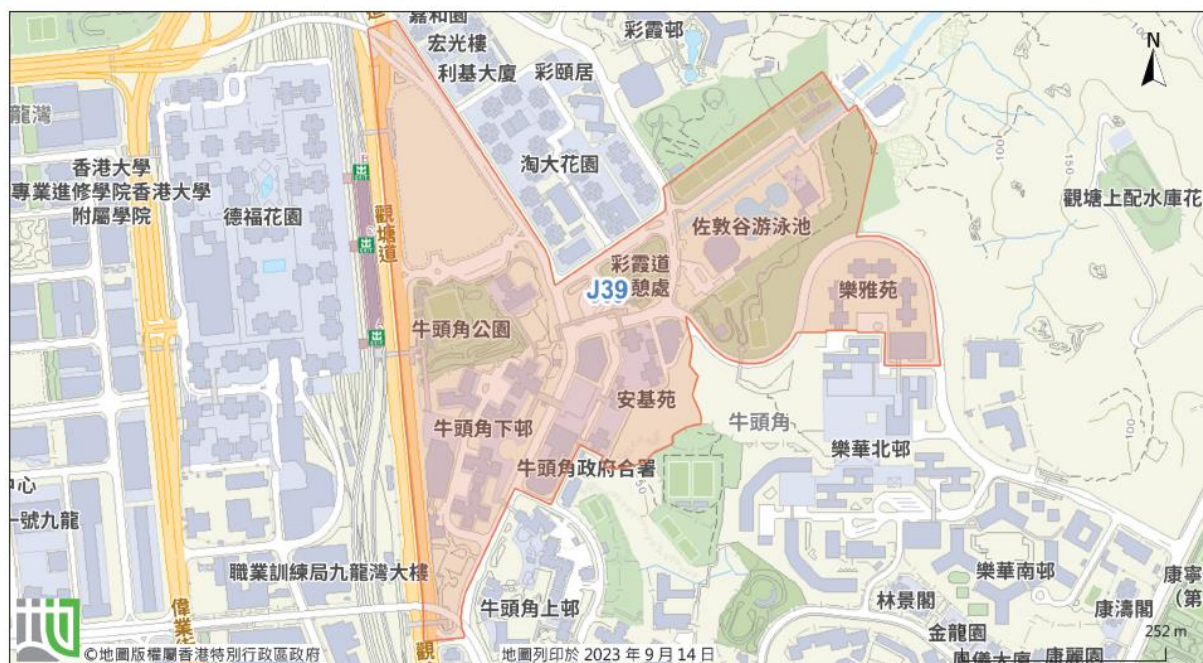 嘉和園
宏光樓
利基大廈
彩頤居
彩霞邨
N
100
100
150
龍灣
香港大學
專業進修學院香港大學
附屬學院
德福花園
出
出
出
觀塘道
淘大花園
佐敦谷游泳池
彩霞道
憩處
J39
樂雅苑
觀塘上配水庫花
牛頭角公園
安基苑
牛頭角下邨
牛頭角
牛頭角政府合署
樂華北邨
100
中心
一號九龍
職業訓練局九龍灣大樓
偉業街
觀
牛頭角上邨
樂華南邨
林景閣
金龍園
康濤閣
康寧
(第
康麗園
252 m
©地圖版權屬香港特別行政區政府
地圖列印於 2023 年 9 月 14 日